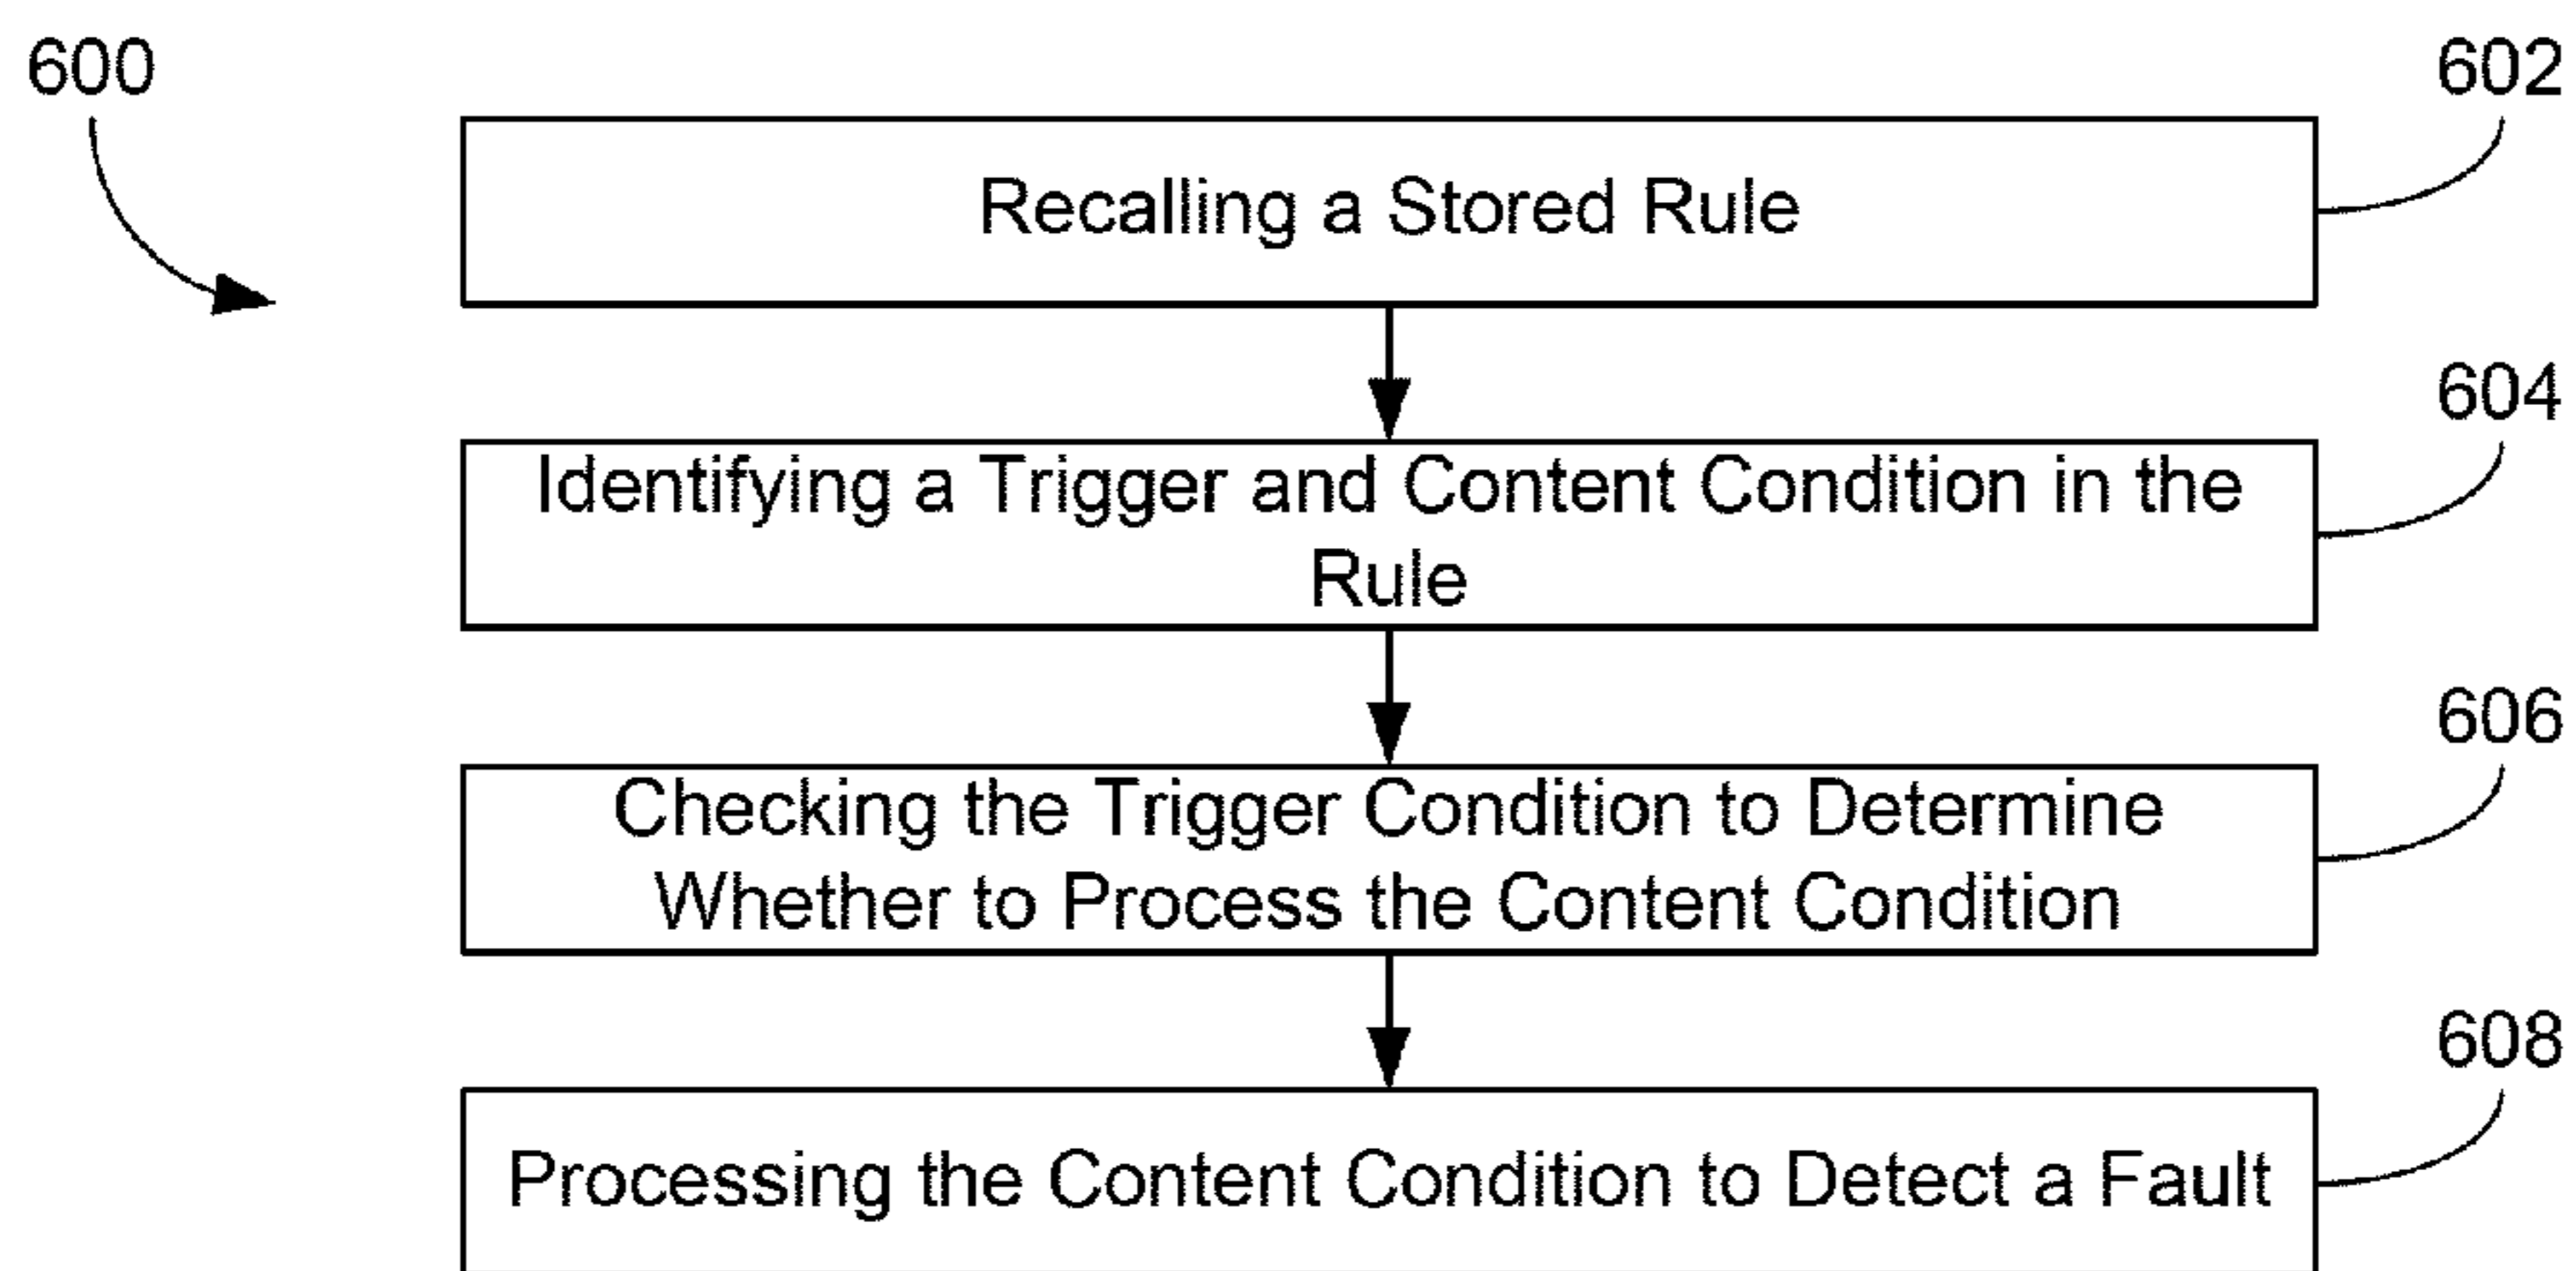 600
602
Recalling a Stored Rule
604
Identifying a Trigger and Content Condition in the
Rule
606
Checking the Trigger Condition to Determine
Whether to Process the Content Condition
608
Processing the Content Condition to Detect a Fault